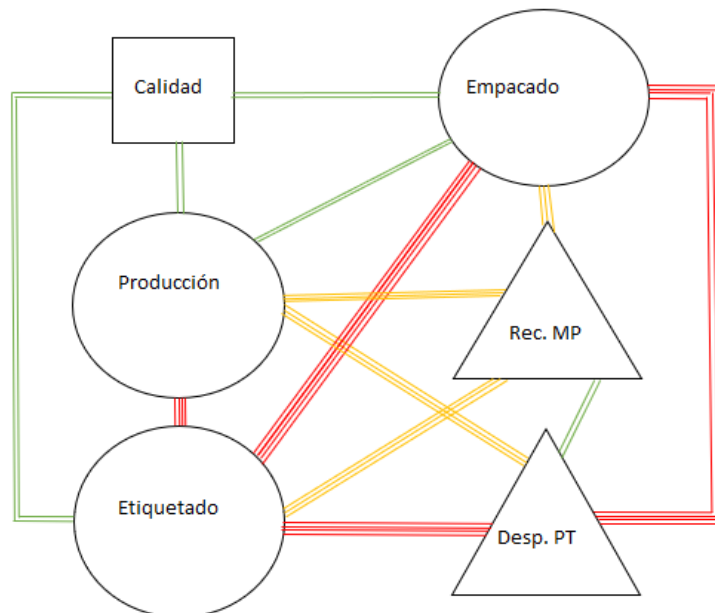 Calidad
Empacado
Producción
Rec. MP
Etiquetado
Desp. PT